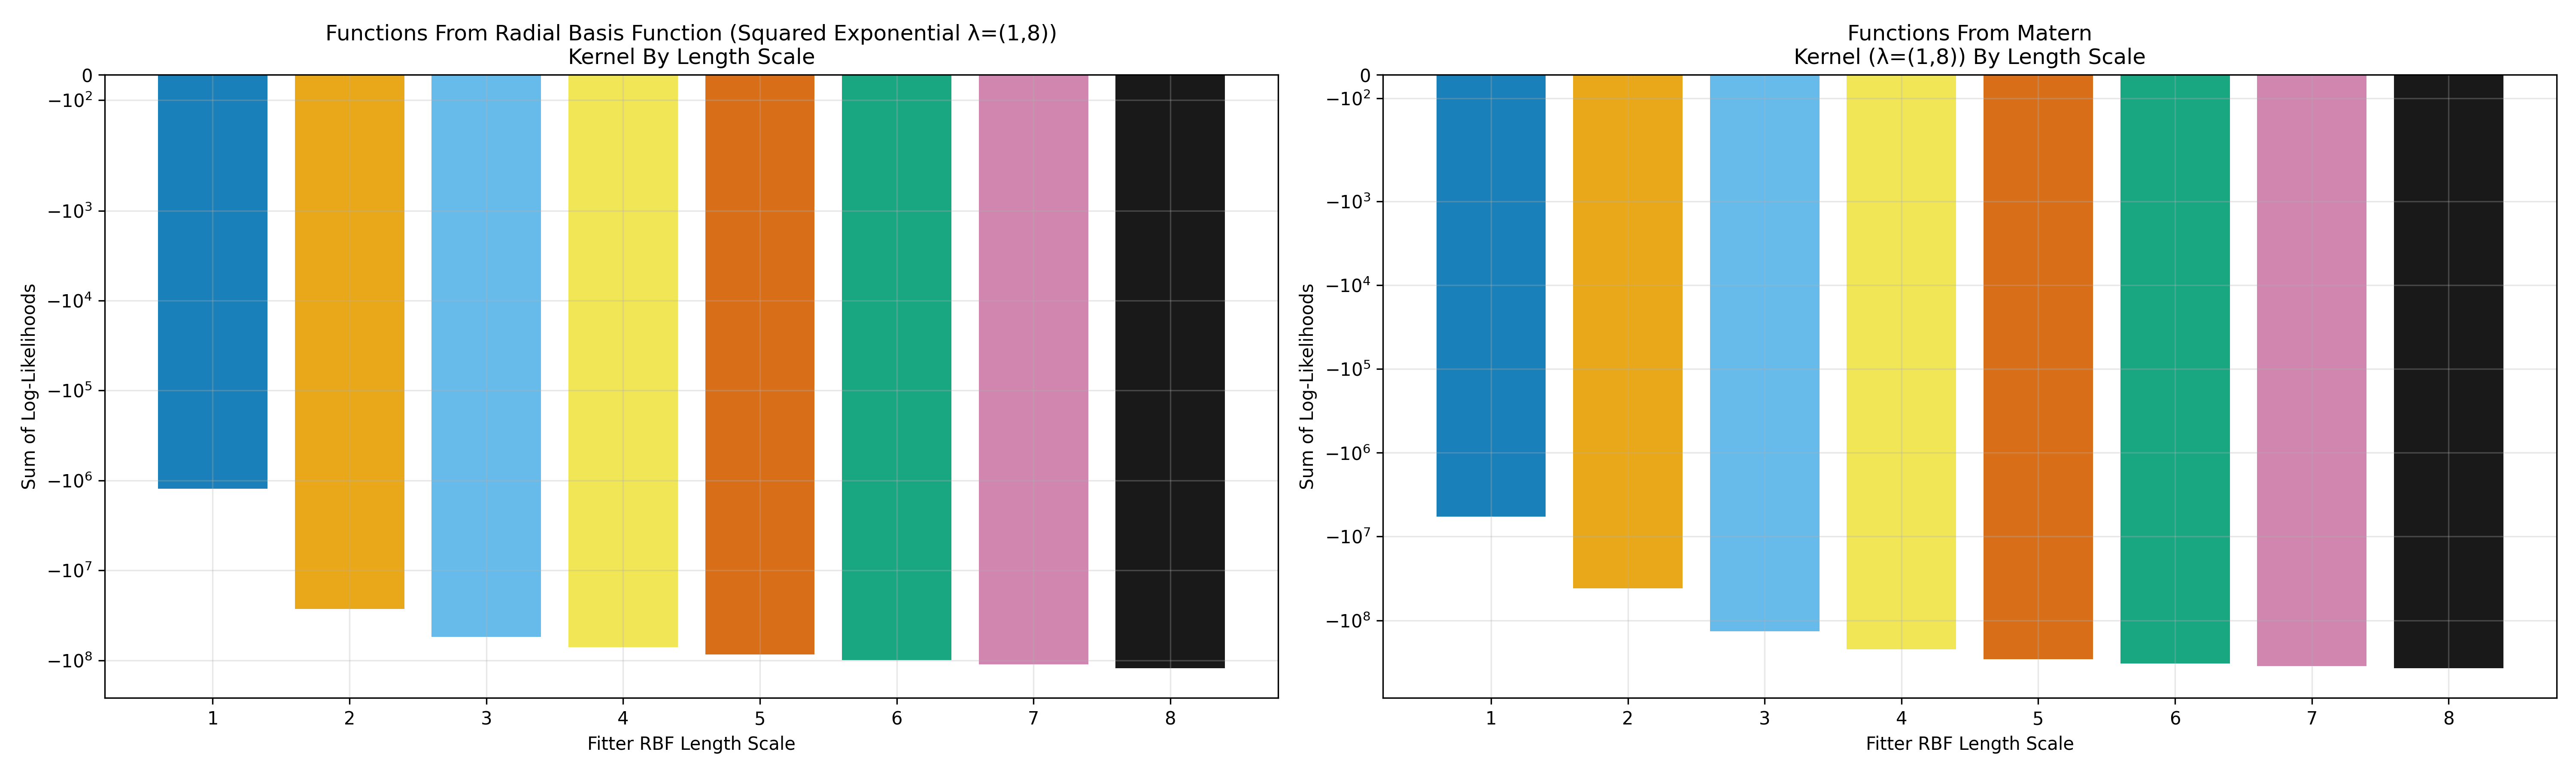 Functions From Radial Basis Function (Squared Exponential λ=(1,8))
Kernel By Length Scale
0
−10²
−10³
−10⁴
−10⁵
−10⁶
−10⁷
−10⁸
Sum of Log-Likelihoods
1 2 3 4 5 6 7 8
Fitter RBF Length Scale
Functions From Matern
Kernel (λ=(1,8)) By Length Scale
0
−10²
−10³
−10⁴
−10⁵
−10⁶
−10⁷
−10⁸
Sum of Log-Likelihoods
1 2 3 4 5 6 7 8
Fitter RBF Length Scale